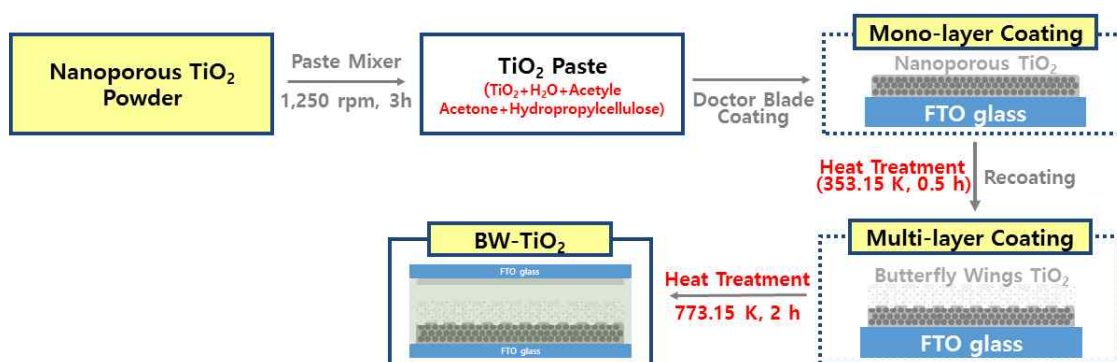 Nanoporous TiO₂
Powder
Paste Mixer
1,250 rpm, 3h
TiO₂ Paste
(TiO₂+H₂O+Acetyle
Acetone+Hydropropylcellulose)
Doctor Blade
Coating
Mono-layer Coating
Nanoporous TiO₂
FTO glass
Heat Treatment
(353.15 K, 0.5 h)
Recoating
Multi-layer Coating
Butterfly Wings TiO₂
FTO glass
Heat Treatment
773.15 K, 2 h
BW-TiO₂
FTO glass
FTO glass